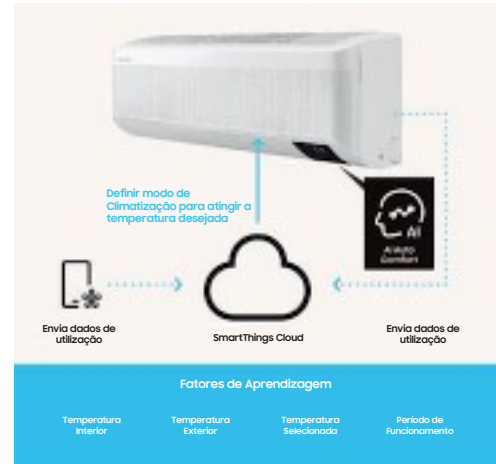 Definir modo de
Climatização para atingir a
temperatura desejada
AI
AI Auto
Comfort
Envia dados de
utilização
SmartThings Cloud
Envia dados de
utilização
Fatores de Aprendizagem
Temperatura
Interior
Temperatura
Exterior
Temperatura
Selecionada
Período de
Funcionamento